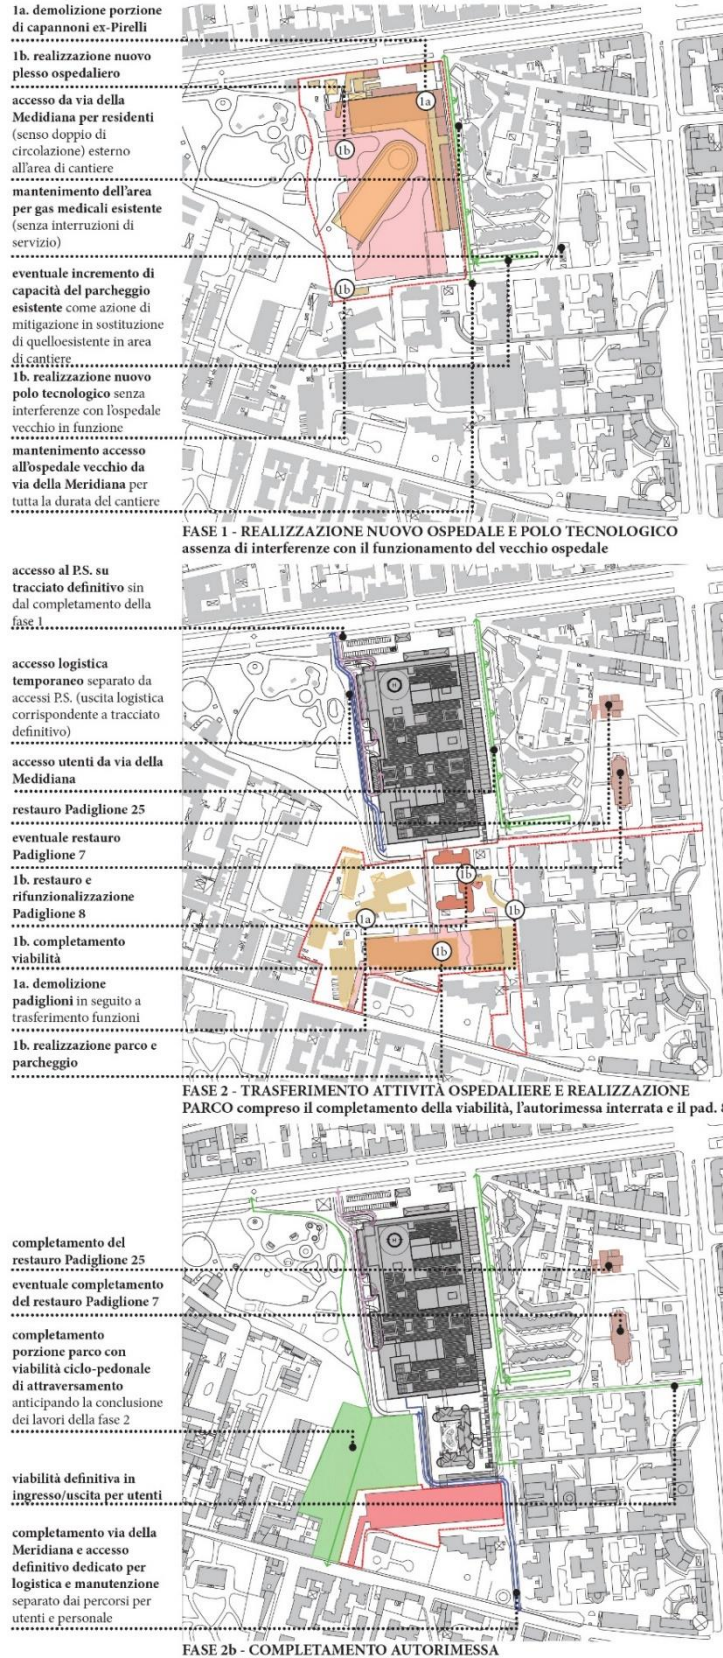 1a. demolizione porzione
di capannoni ex-Pirelli
1b. realizzazione nuovo
plesso ospedaliero
accesso da via della
Medidiana per residenti
(senso doppio di
circolazione) esterno
all'area di cantiere
mantenimento dell'area
per gas medicali esistente
(senza interruzioni di
servizio)
eventuale incremento di
capacità del parcheggio
esistente come azione di
mitigazione in sostituzione
di quelloesistente in area
di cantiere
1b. realizzazione nuovo
polo tecnologico senza
interferenze con l'ospedale
vecchio in funzione
mantenimento accesso
all'ospedale vecchio da
via della Meridiana per
tutta la durata del cantiere
1a
1b
1b
FASE 1 - REALIZZAZIONE NUOVO OSPEDALE E POLO TECNOLOGICO
assenza di interferenze con il funzionamento del vecchio ospedale
accesso al P.S. su
tracciato definitivo sin
dal completamento della
fase 1
accesso logistica
temporaneo separato da
accessi P.S. (uscita logistica
corrispondente a tracciato
definitivo)
accesso utenti da via della
Medidiana
restauro Padiglione 25
eventuale restauro
Padiglione 7
1b. restauro e
rifunzionalizzazione
Padiglione 8
1b. completamento
viabilità
1a. demolizione
padiglioni in seguito a
trasferimento funzioni
1b. realizzazione parco e
parcheggio
H
1b
1a
1b
1b
FASE 2 - TRASFERIMENTO ATTIVITÀ OSPEDALIERE E REALIZZAZIONE
PARCO compreso il completamento della viabilità, l'autorimessa interrata e il pad. 8
completamento del
restauro Padiglione 25
eventuale completamento
del restauro Padiglione 7
completamento
porzione parco con
viabilità ciclo-pedonale
di attraversamento
anticipando la conclusione
dei lavori della fase 2
viabilità definitiva in
ingresso/uscita per utenti
completamento via della
Meridiana e accesso
definitivo dedicato per
logistica e manutenzione
separato dai percorsi per
utenti e personale
H
FASE 2b - COMPLETAMENTO AUTORIMESSA